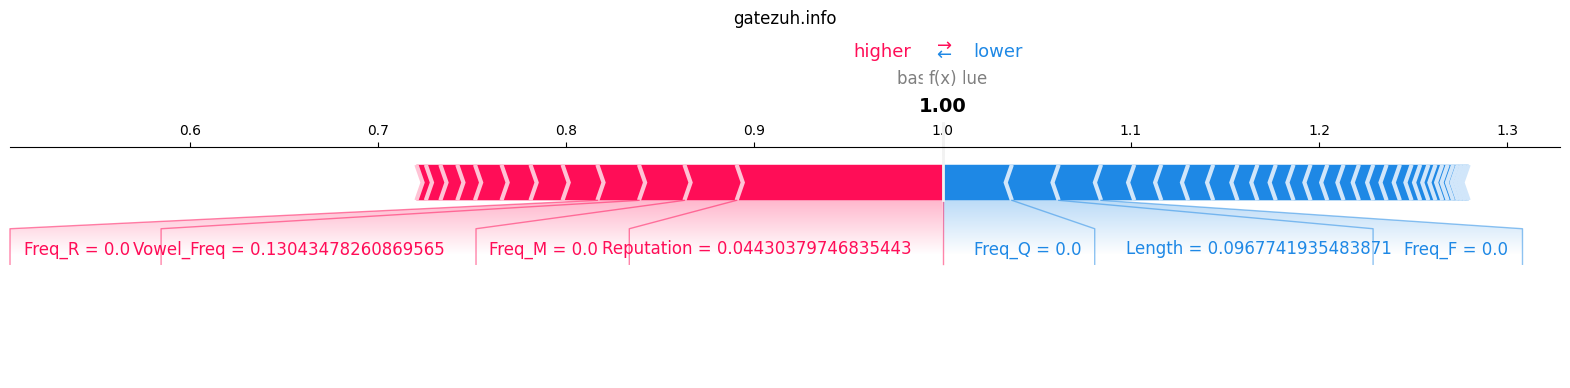 gatezuh.info
higher ⇄ lower
bas f(x) lue
1.00
0.6 0.7 0.8 0.9 1.0 1.1 1.2 1.3
Freq_R = 0.0 Vowel_Freq = 0.13043478260869565 Freq_M = 0.0 Reputation = 0.04430379746835443 Freq_Q = 0.0 Length = 0.0967741935483871 Freq_F = 0.0